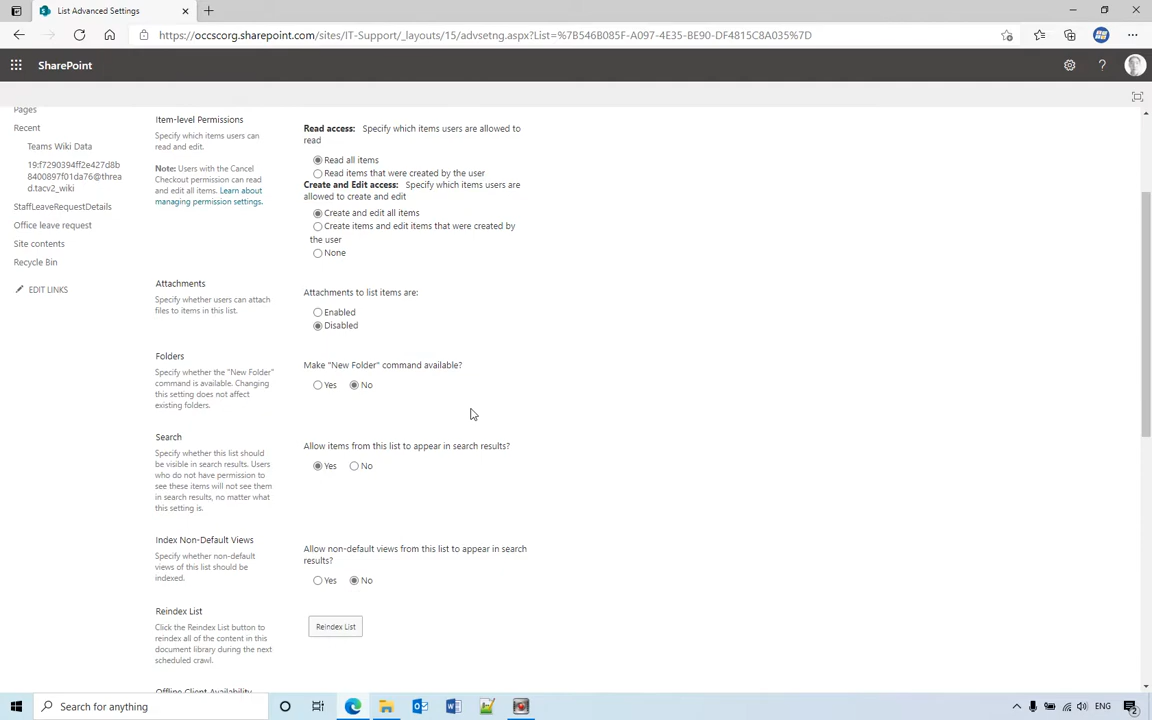 List Advanced Settings
https://occscorg.sharepoint.com/sites/IT-Support/_layouts/15/advsetng.aspx?List=%7B546B085F-A097-4E35-BE90-DF4815C8A035%7D
SharePoint
Pages
Recent
Teams Wiki Data
19:f7290394ff2e427d8b
8400897f01da76@threa
d.tacv2_wiki
StaffLeaveRequestDetails
Office leave request
Site contents
Recycle Bin
EDIT LINKS
Item-level Permissions
Specify which items users can
read and edit.
Note: Users with the Cancel
Checkout permission can read
and edit all items. Learn about
managing permission settings.
Read access: Specify which items users are allowed to
read
Read all items
Read items that were created by the user
Create and Edit access: Specify which items users are
allowed to create and edit
Create and edit all items
Create items and edit items that were created by
the user
None
Attachments
Specify whether users can attach
files to items in this list.
Attachments to list items are:
Enabled
Disabled
Folders
Specify whether the "New Folder"
command is available. Changing
this setting does not affect
existing folders.
Make "New Folder" command available?
Yes No
Search
Specify whether this list should
be visible in search results. Users
who do not have permission to
see these items will not see them
in search results, no matter what
this setting is.
Allow items from this list to appear in search results?
Yes No
Index Non-Default Views
Specify whether non-default
views of this list should be
indexed.
Allow non-default views from this list to appear in search
results?
Yes No
Reindex List
Click the Reindex List button to
reindex all of the content in this
document library during the next
scheduled crawl.
Reindex List
Offline Client Availability
Search for anything
ENG
2